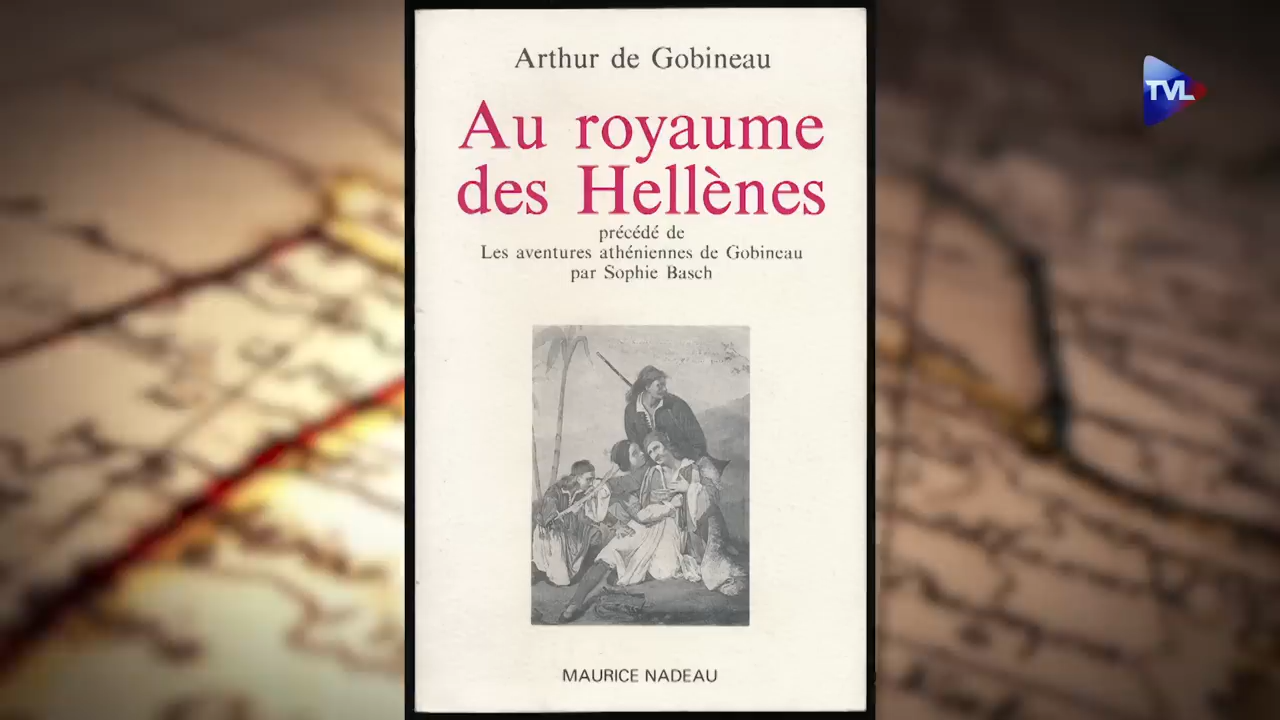 Arthur de Gobineau
Au royaume
des Hellènes
précédé de
Les aventures athéniennes de Gobineau
par Sophie Basch
MAURICE NADEAU
TVL